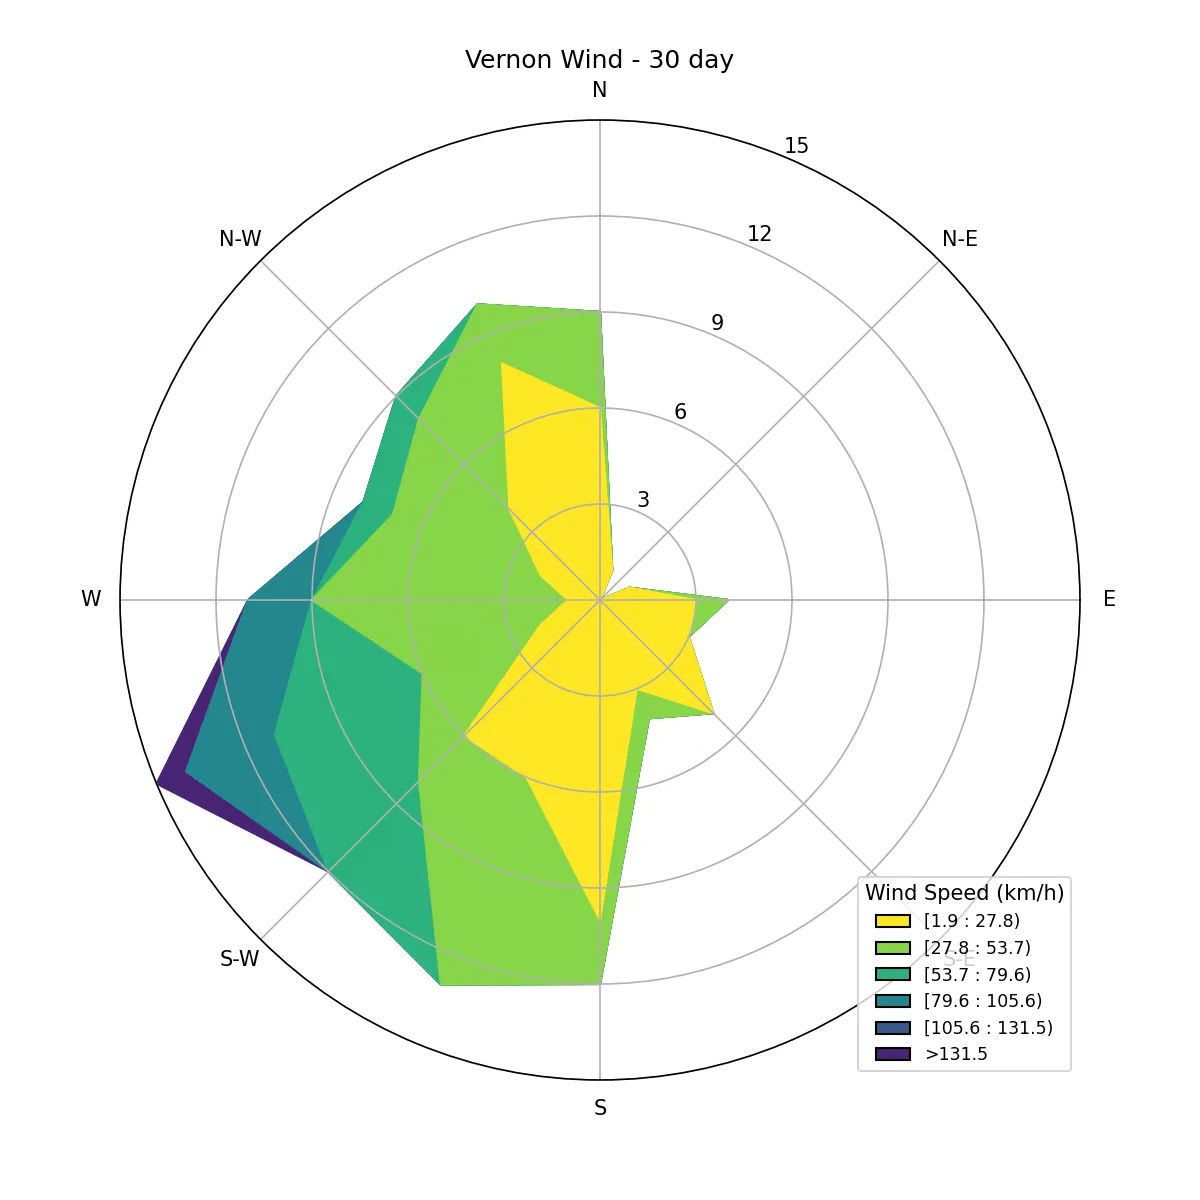 Vernon Wind - 30 day
N
15
N-W
12
N-E
9
6
3
W
E
S-W
S-E
S
Wind Speed (km/h)
[1.9 : 27.8)
[27.8 : 53.7)
[53.7 : 79.6)
[79.6 : 105.6)
[105.6 : 131.5)
>131.5